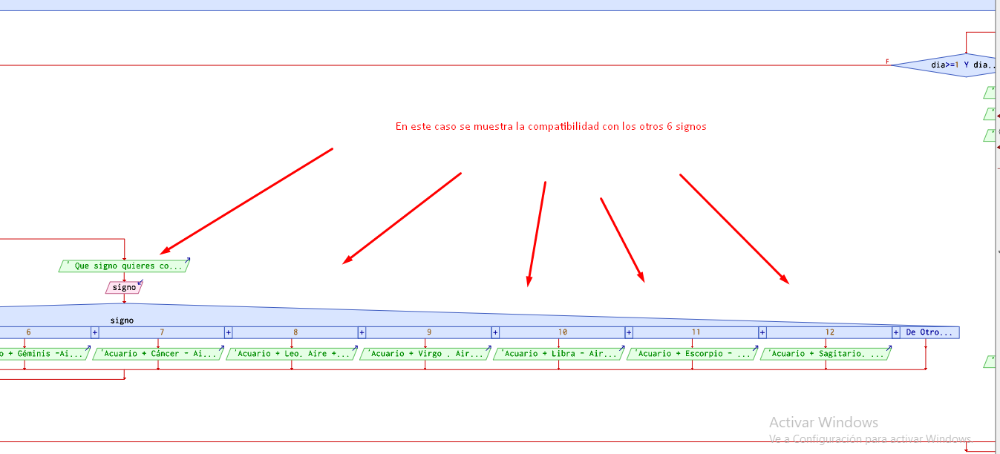 F
dia>=1 Y dia..
En este caso se muestra la compatibilidad con los otros 6 signos
' Que signo quieres co...
signo
signo
6 + 7 + 8 + 9 + 10 + 11 + 12 + De Otro...
o + Géminis -Ai...
'Acuario + Cáncer - Ai...
'Acuario + Leo. Aire +...
'Acuario + Virgo . Air...
'Acuario + Libra - Air...
'Acuario + Escorpio - ...
'Acuario + Sagitario. ...
Activar Windows
Ve a Configuración para activar Windows.